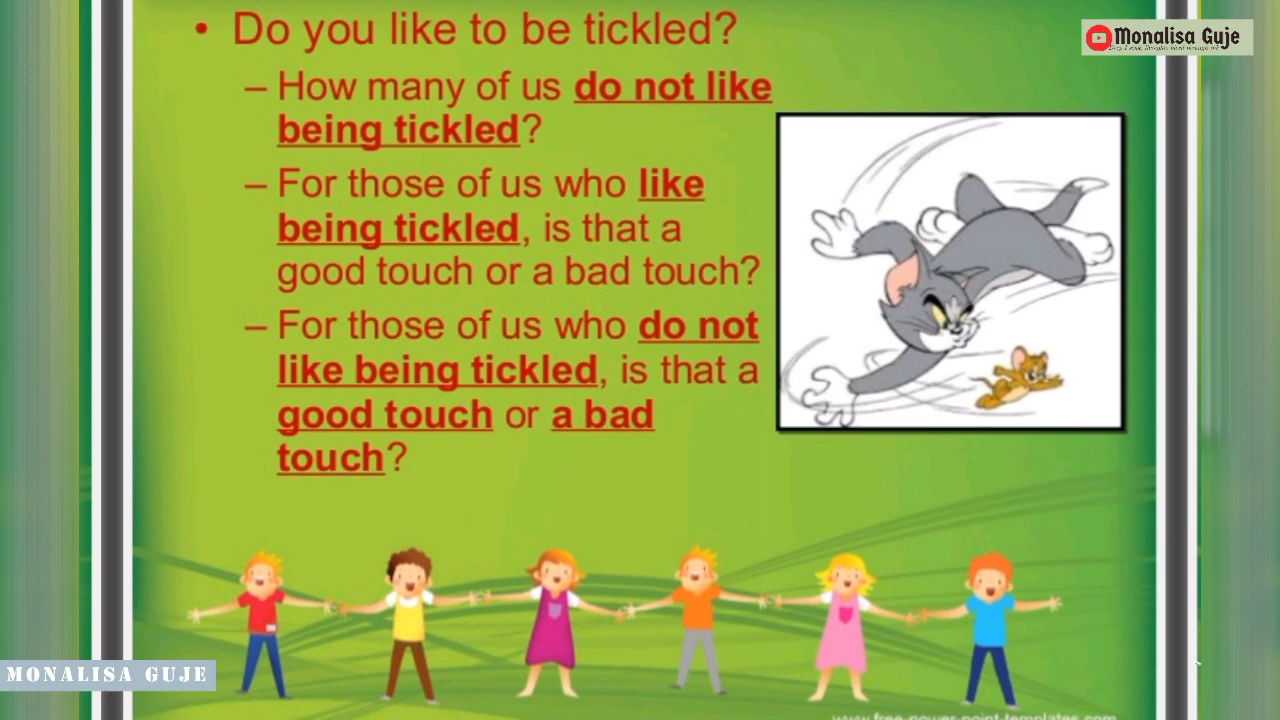 • Do you like to be tickled?
Monalisa Guje
– How many of us do not like
being tickled?
– For those of us who like
being tickled, is that a
good touch or a bad touch?
– For those of us who do not
like being tickled, is that a
good touch or a bad
touch?
MONALISA GUJE
www.free-power-point-templates.com